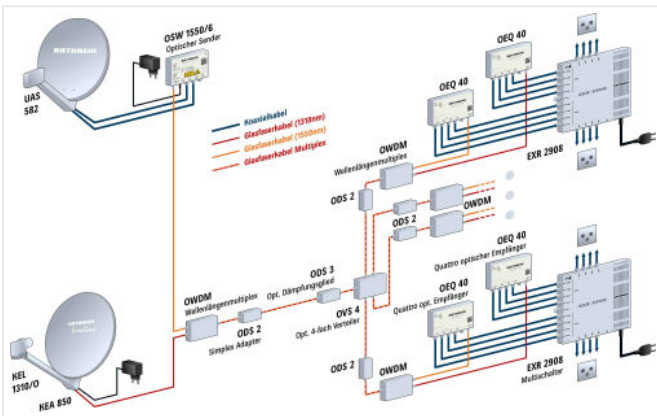 OSW 1550/6
Optischer Sender
KATHREIN
UAS
582
Koaxialkabel
Glasfaserkabel (1310nm)
Glasfaserkabel (1550nm)
Glasfaserkabel Multiplex
OEQ 40
OEQ 40
EXR 2908
OWDM
Wellenlängenmultiplex
ODS 2
ODS 2
OWDM
OWDM
Wellenlängenmultiplex
ODS 2
Simplex Adapter
ODS 3
Opt. Dämpfungsglied
OVS 4
Opt. 4-fach Verteiler
OEQ 40
Quattro optischer Empfänger
OEQ 40
Quattro opt. Empfänger
EXR 2908
Multischalter
ODS 2
OWDM
KATHREIN
KEL
1310/O
KEA 850